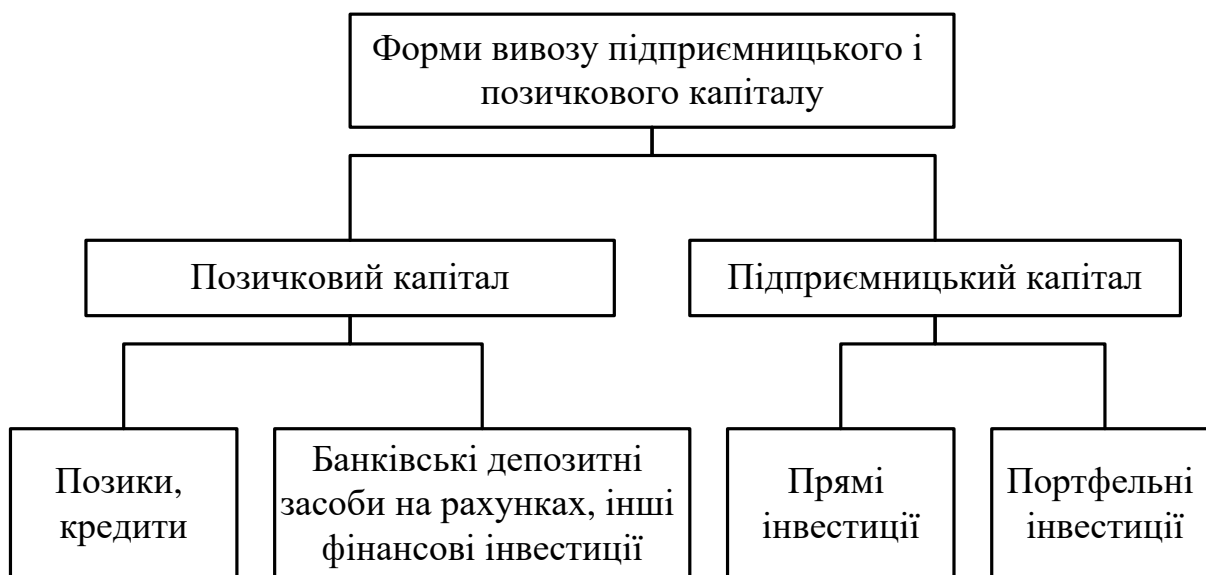 Форми вивозу підприємницького і
позичкового капіталу
Позичковий капітал
Підприємницький капітал
Позики,
кредити
Банківські депозитні
засоби на рахунках, інші
фінансові інвестиції
Прямі
інвестиції
Портфельні
інвестиції